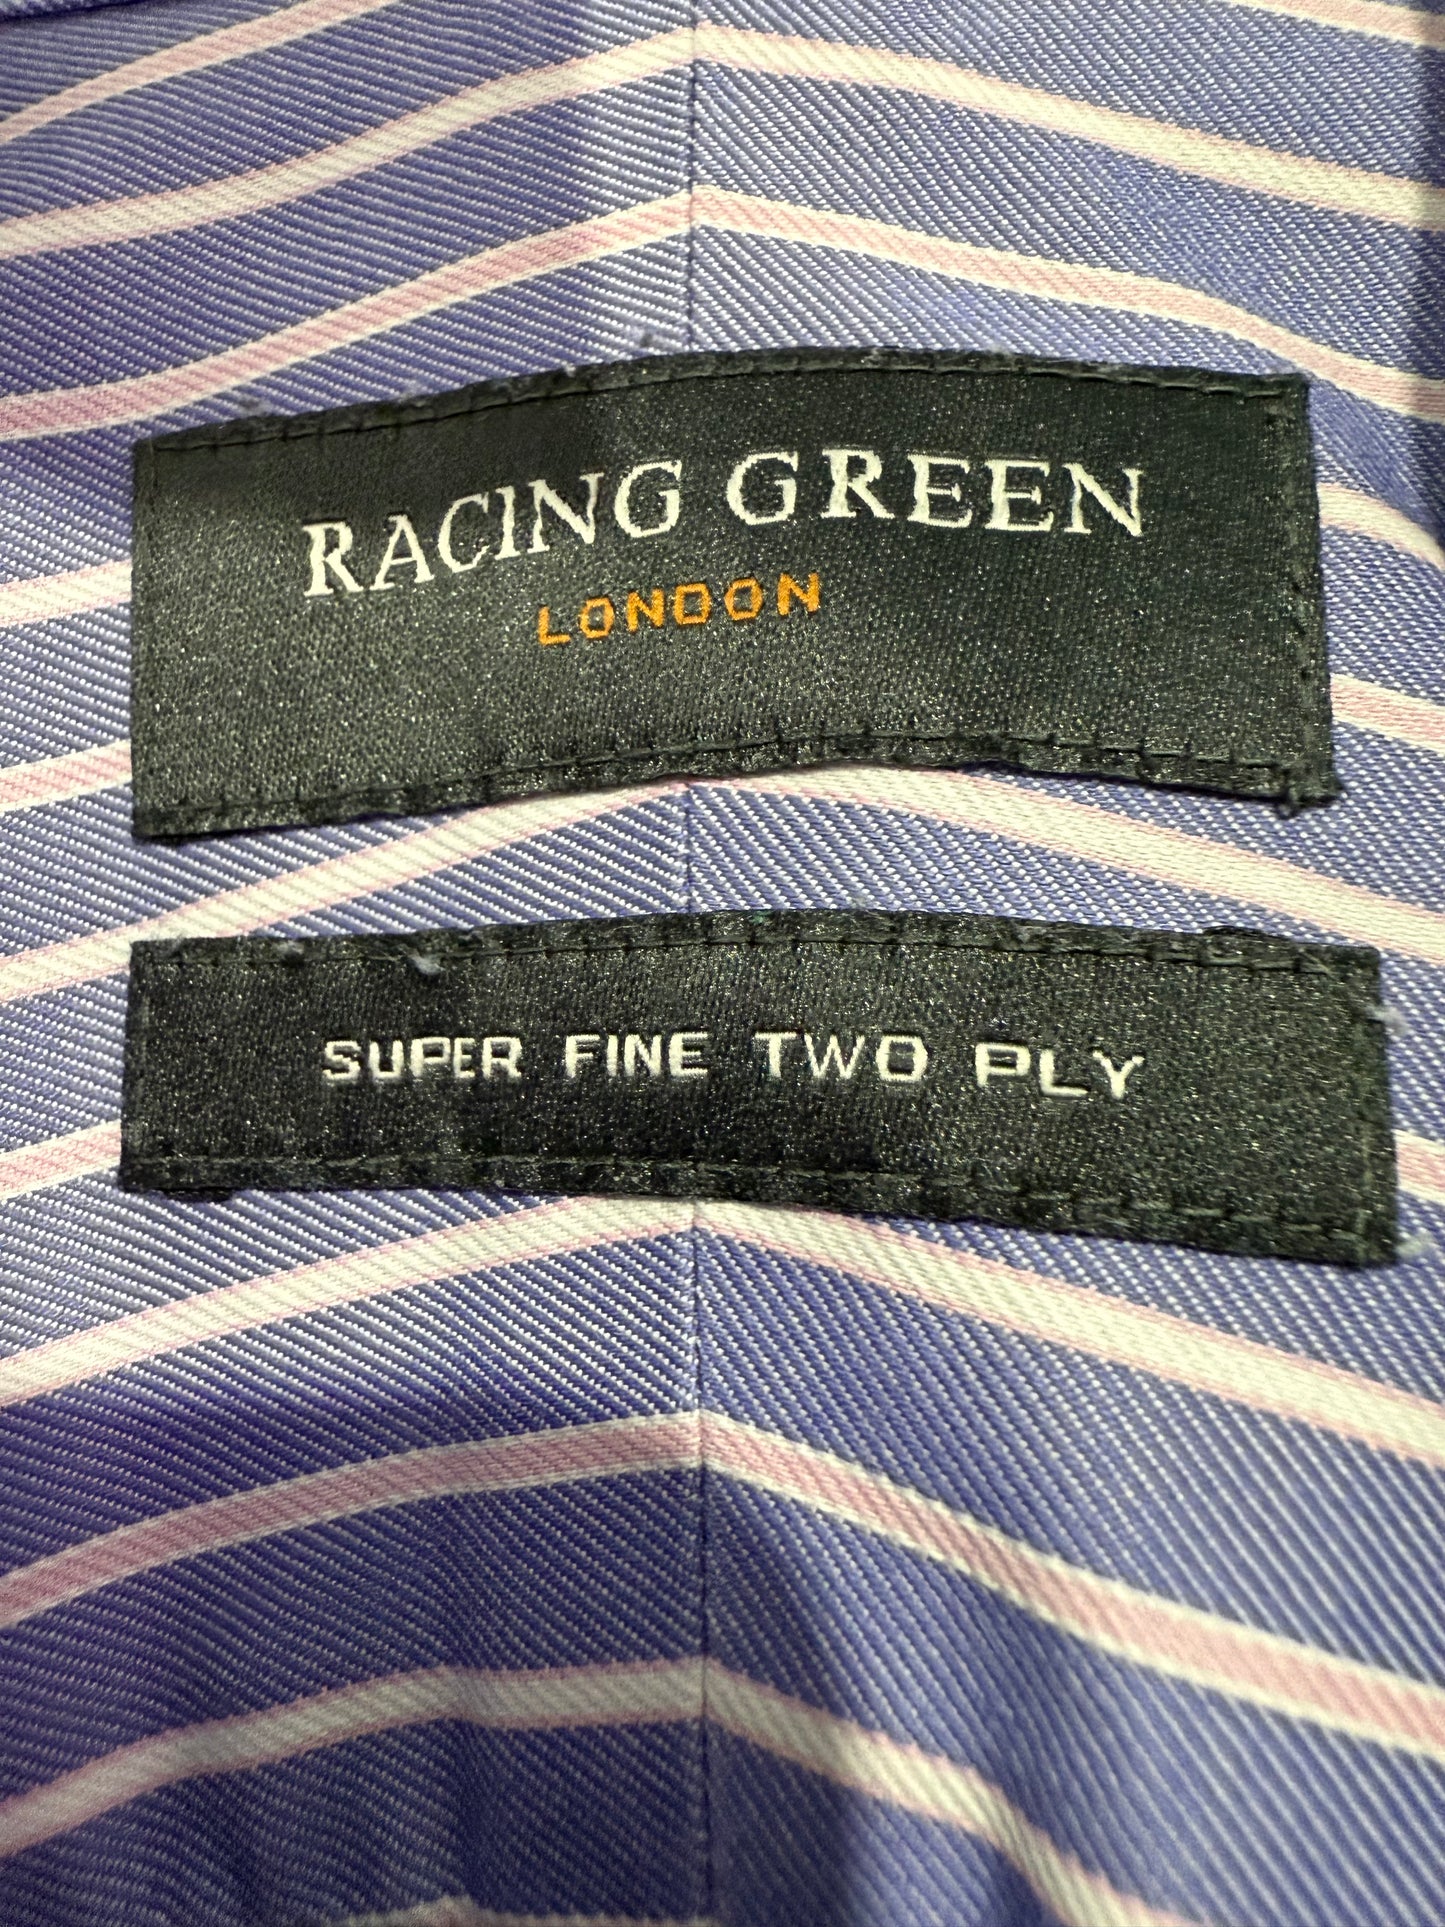 RACING GREEN
LONDON
SUPER FINE TWO PLY